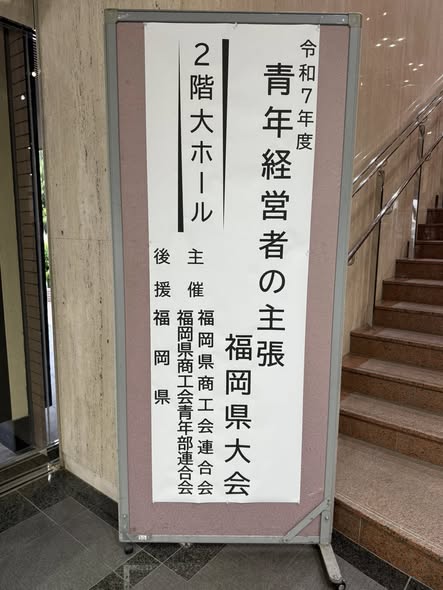 令和7年度
青年経営者の主張
福岡県大会
2階大ホール
主催 福岡県商工会連合会
福岡県商工会青年部連合会
後援 福岡県